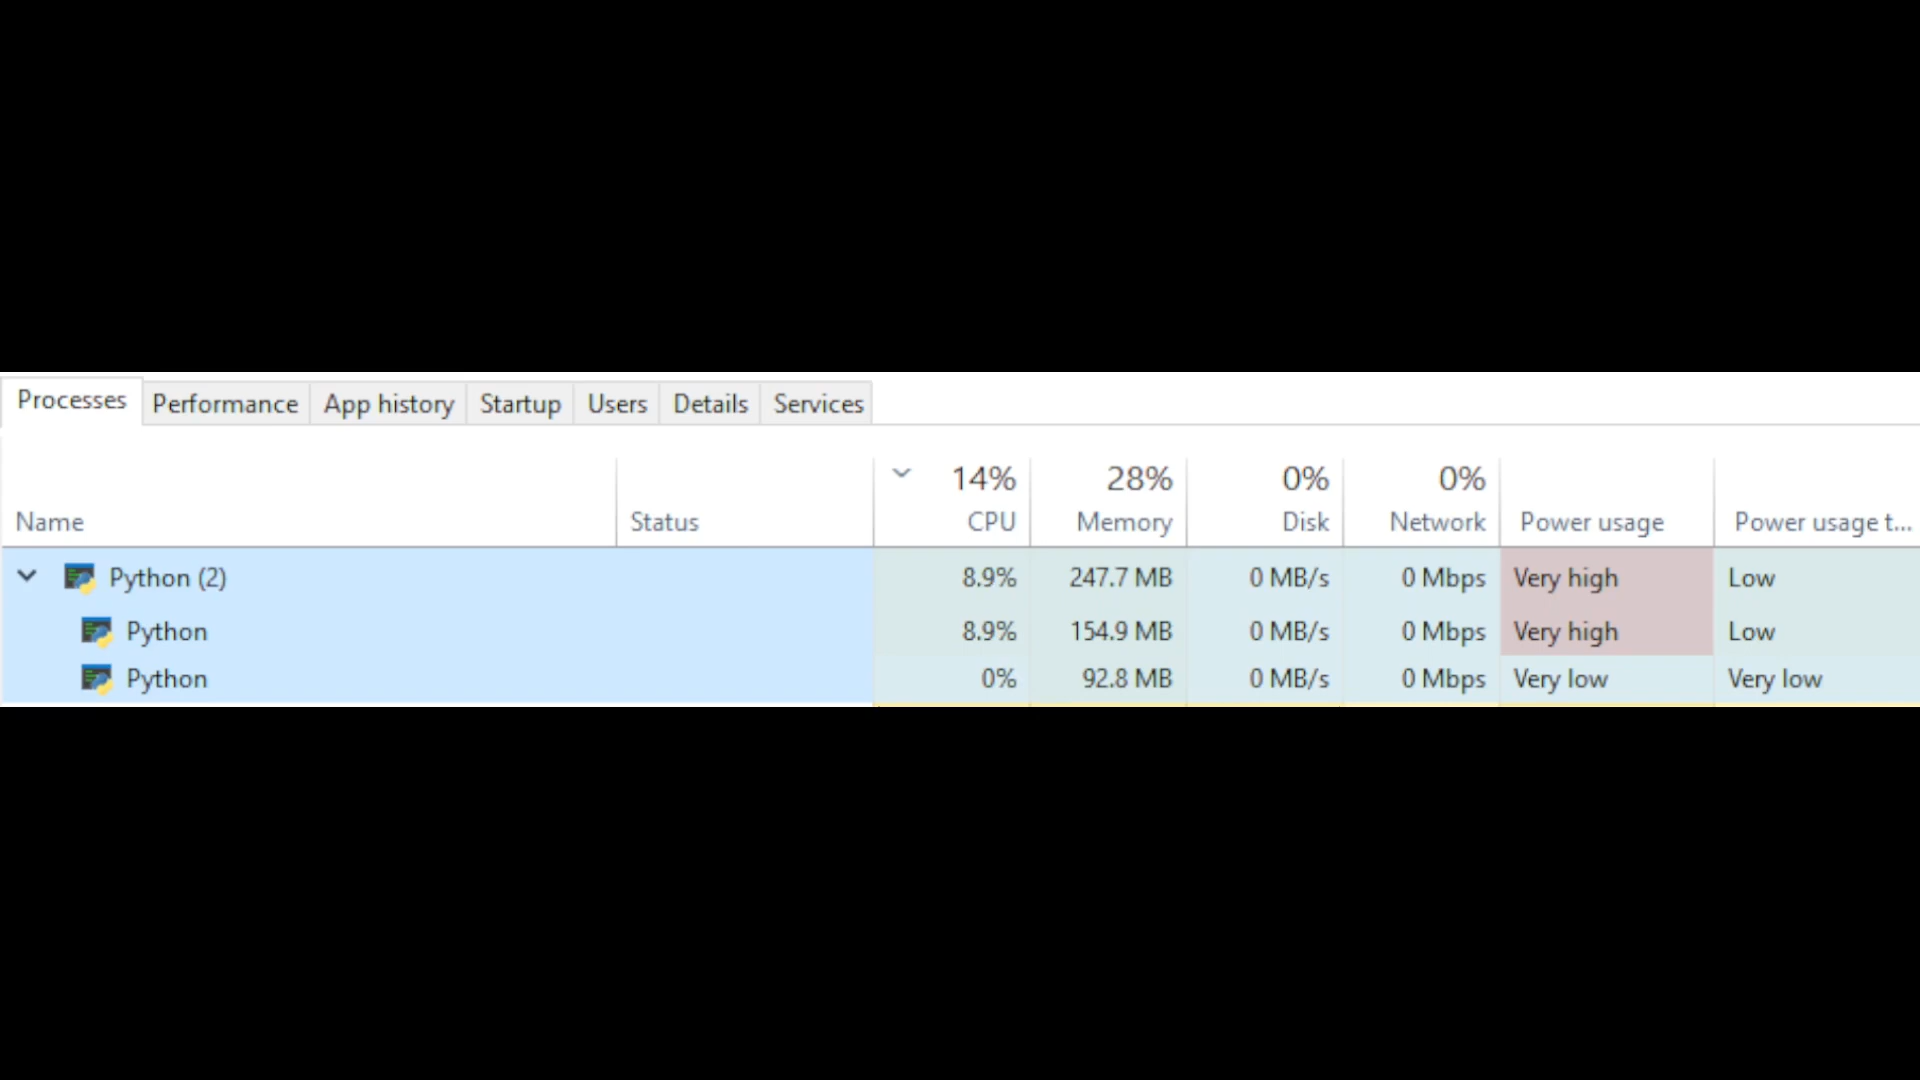 Processes Performance App history Startup Users Details Services
14% 28% 0% 0%
Name Status CPU Memory Disk Network Power usage Power usage t...
Python (2) 8.9% 247.7 MB 0 MB/s 0 Mbps Very high Low
Python 8.9% 154.9 MB 0 MB/s 0 Mbps Very high Low
Python 0% 92.8 MB 0 MB/s 0 Mbps Very low Very low